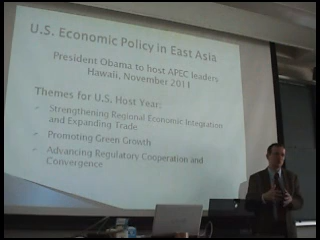 U.S. Economic Policy in East Asia
President Obama to host APEC leaders
Hawaii, November 2011
Themes for U.S. Host Year:
Strengthening Regional Economic Integration
and Expanding Trade
Promoting Green Growth
Advancing Regulatory Cooperation and
Convergence